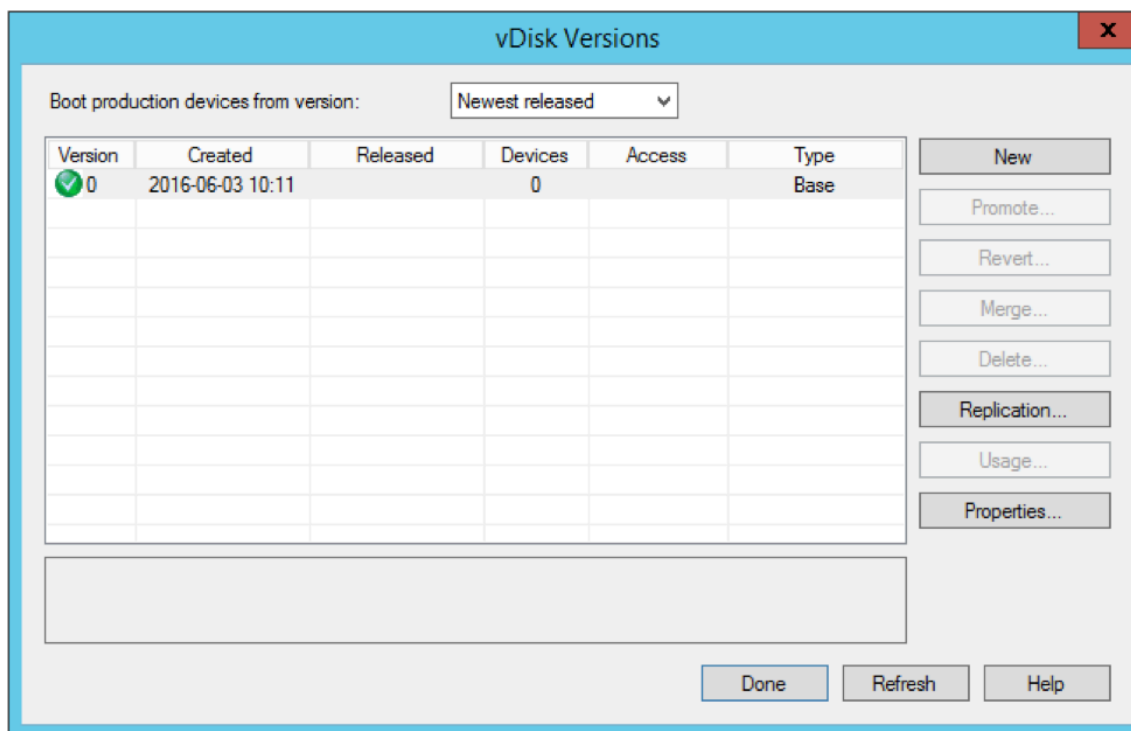 vDisk Versions
x
Boot production devices from version: Newest released
Version Created Released Devices Access Type
0 2016-06-03 10:11 0 Base
New
Promote...
Revert...
Merge...
Delete...
Replication...
Usage...
Properties...
Done Refresh Help